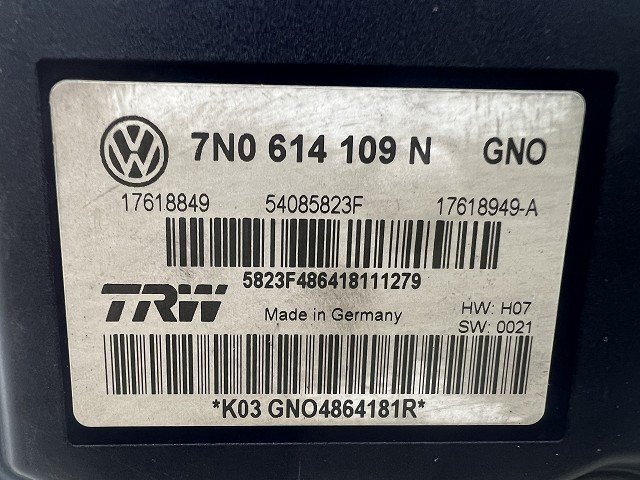 7N0 614 109 N GNO
17618849 54085823F 17618949-A
5823F486418111279
TRW Made in Germany HW: H07
SW: 0021
*K03 GNO4864181R*